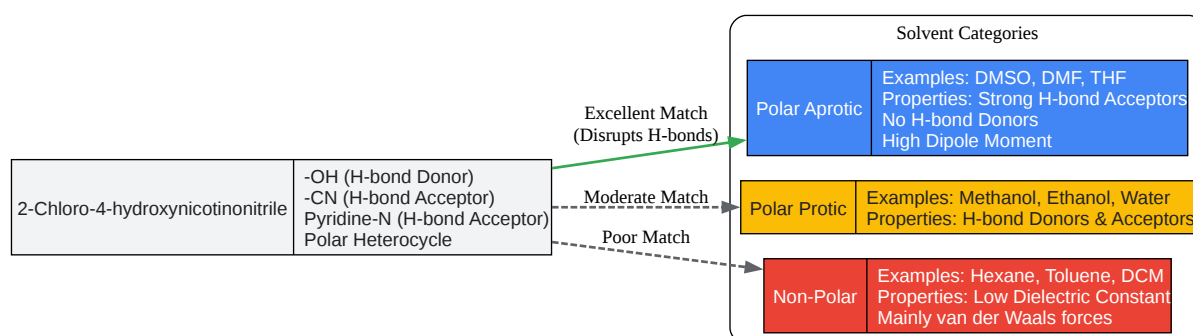 Solvent Categories
2-Chloro-4-hydroxynicotinonitrile
-OH (H-bond Donor)
-CN (H-bond Acceptor)
Pyridine-N (H-bond Acceptor)
Polar Heterocycle
Excellent Match
(Disrupts H-bonds)
Moderate Match
Poor Match
Polar Aprotic
Examples: DMSO, DMF, THF
Properties: Strong H-bond Acceptors
No H-bond Donors
High Dipole Moment
Polar Protic
Examples: Methanol, Ethanol, Water
Properties: H-bond Donors & Acceptors
Non-Polar
Examples: Hexane, Toluene, DCM
Properties: Low Dielectric Constant
Mainly van der Waals forces